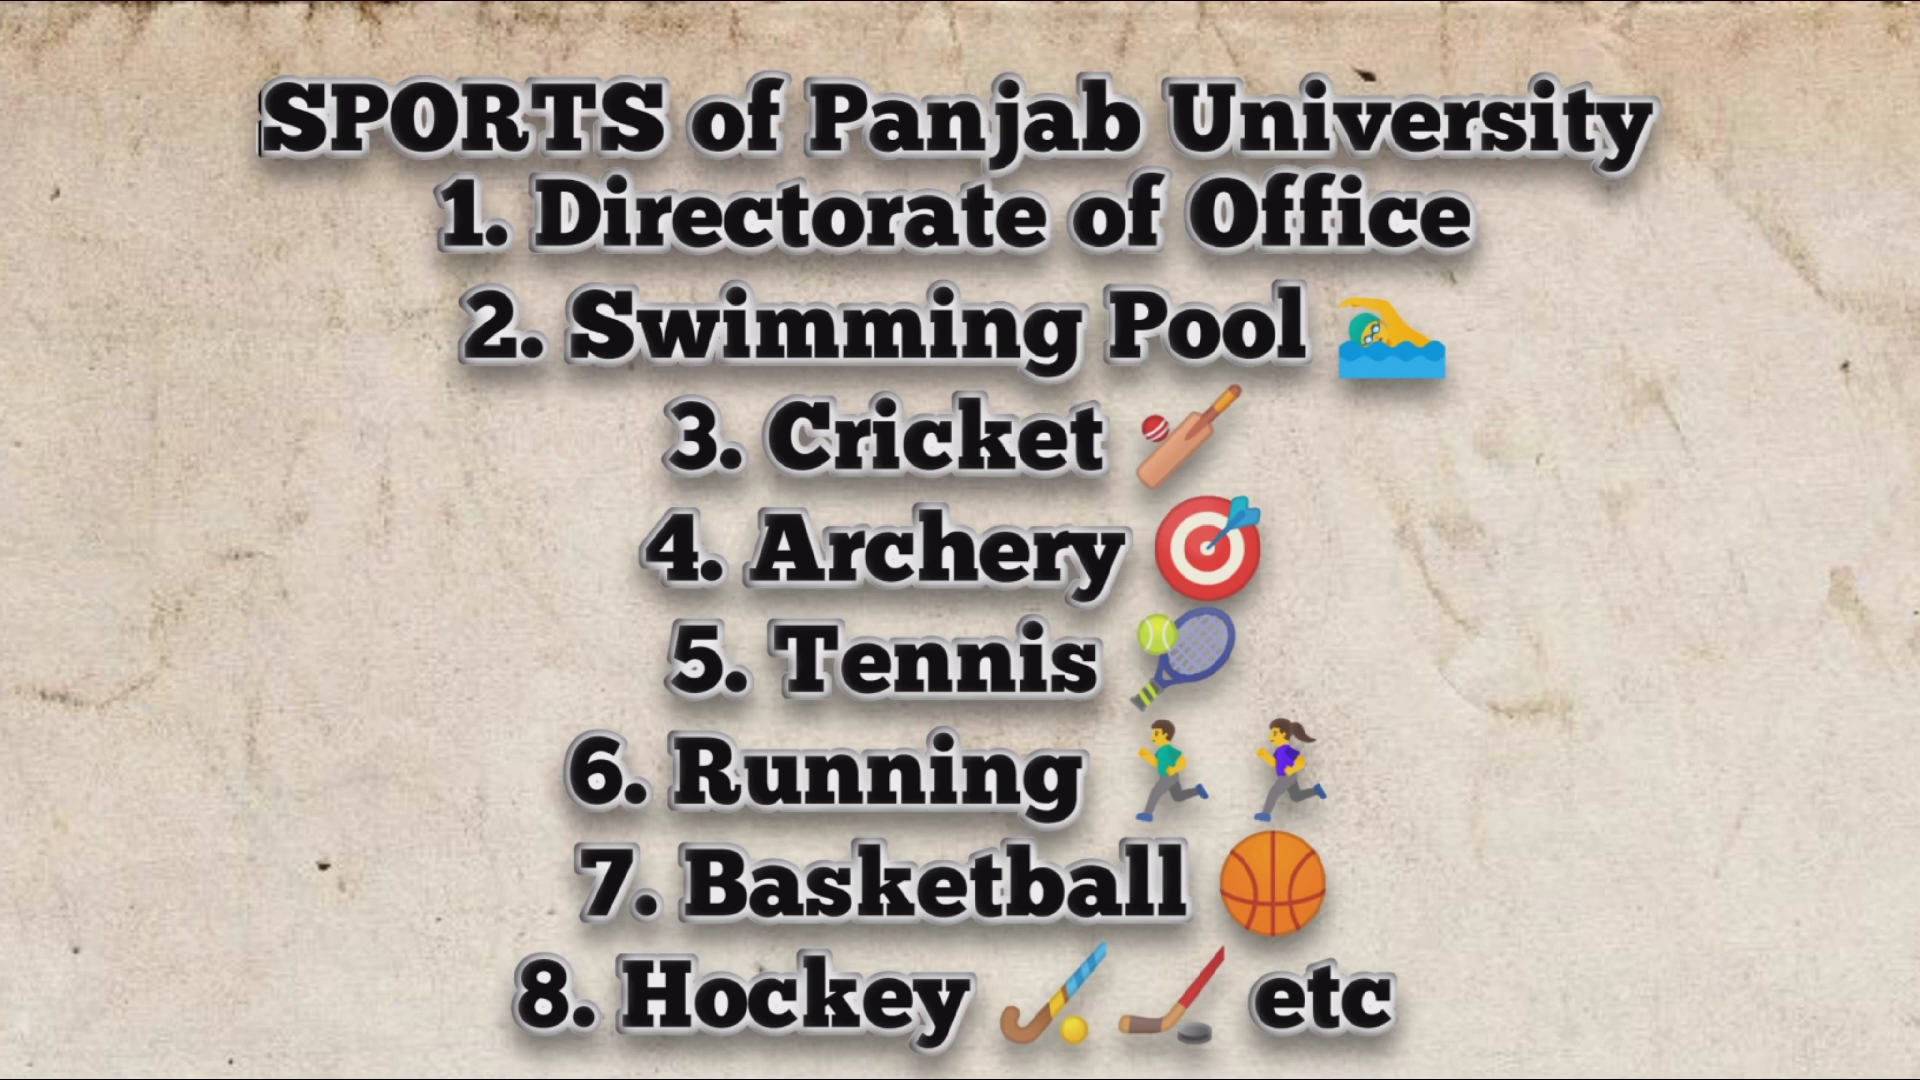 SPORTS of Panjab University
1. Directorate of Office
2. Swimming Pool 🏊‍♂️
3. Cricket 🏏
4. Archery 🎯
5. Tennis 🎾
6. Running 🏃‍♂️ 🏃‍♀️
7. Basketball 🏀
8. Hockey 🏑 🏒 etc